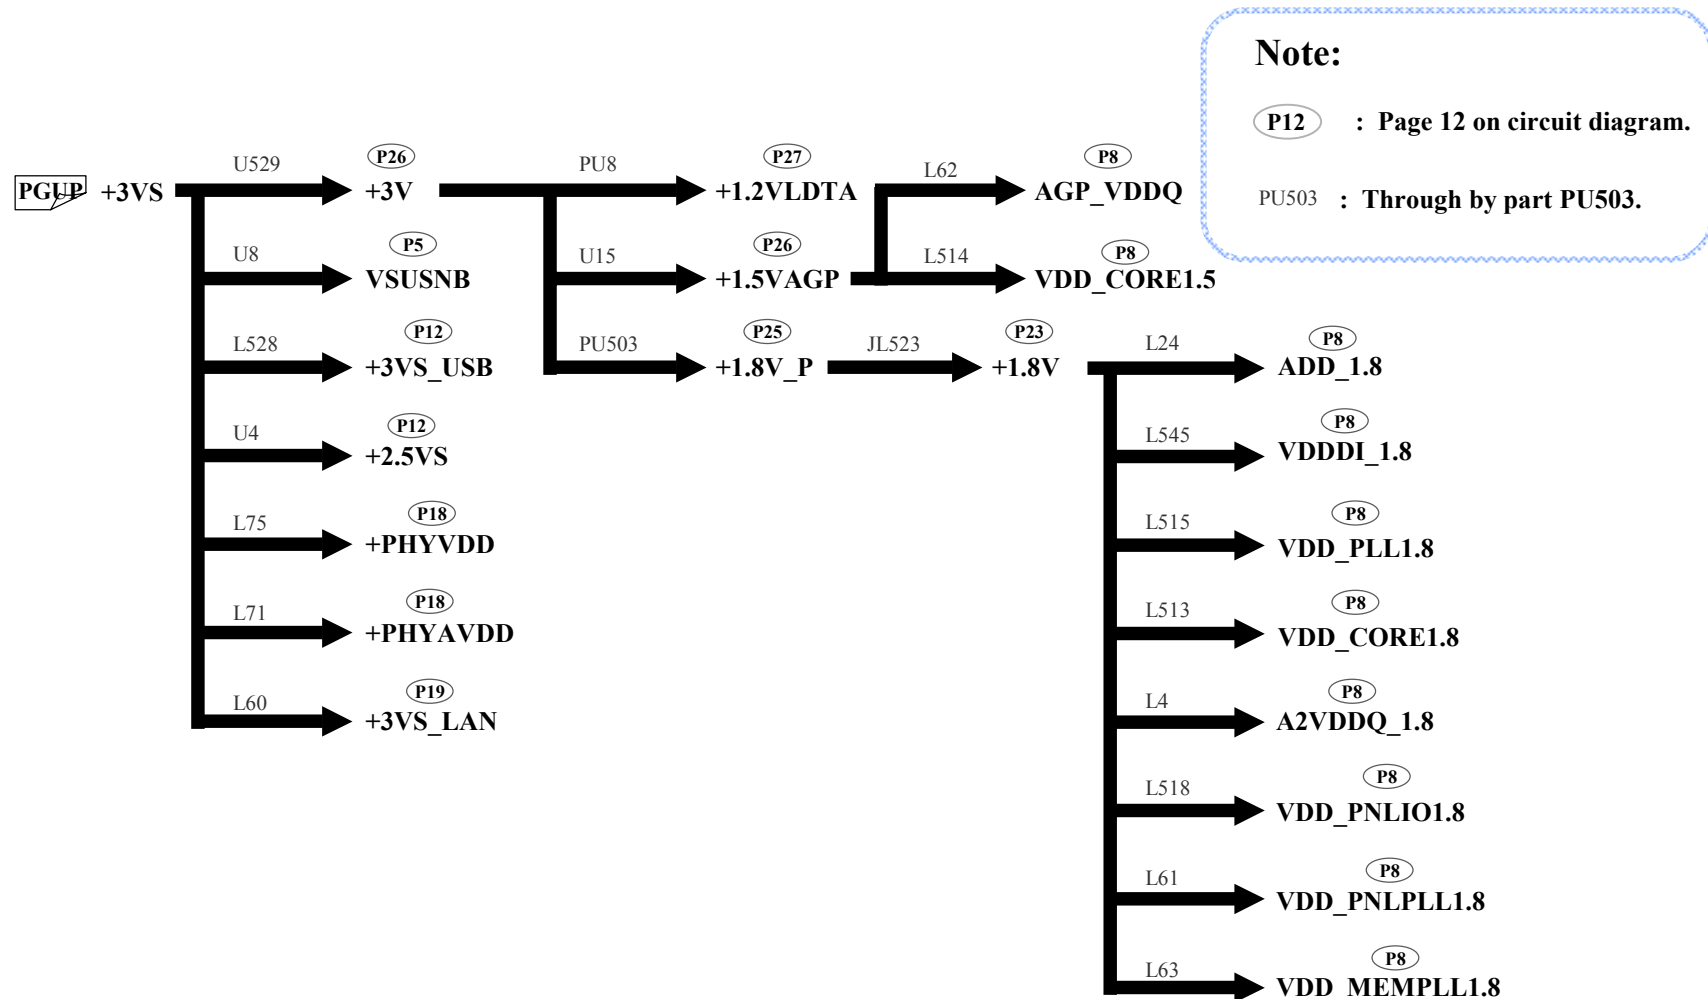 Note:
P12 : Page 12 on circuit diagram.
PU503 : Through by part PU503.
PGUP +3VS
U529
P26
+3V
PU8
P27
+1.2VLDTA
L62
P8
AGP_VDDQ
U8
P5
VSUSNB
U15
P26
+1.5VAGP
L514
P8
VDD_CORE1.5
L528
P12
+3VS_USB
PU503
P25
+1.8V_P
JL523
P23
+1.8V
L24
P8
ADD_1.8
U4
P12
+2.5VS
L545
P8
VDDDI_1.8
L75
P18
+PHYVDD
L515
P8
VDD_PLL1.8
L71
P18
+PHYAVDD
L513
P8
VDD_CORE1.8
L60
P19
+3VS_LAN
L4
P8
A2VDDQ_1.8
L518
P8
VDD_PNLIO1.8
L61
P8
VDD_PNLPLL1.8
L63
P8
VDD_MEMPLL1.8